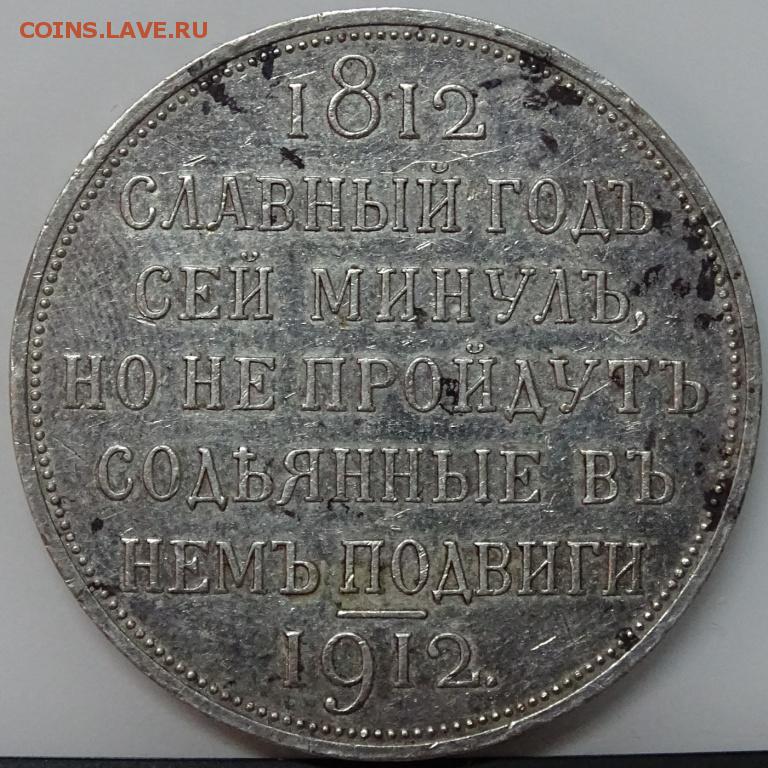 COINS.LAVE.RU
1812
СЛАВНЫЙ ГОДЪ
СЕЙ МИНУЛЪ,
НО НЕ ПРОЙДУТЪ
СОДѢЯННЫЕ ВЪ
НЕМЪ ПОДВИГИ
1912.